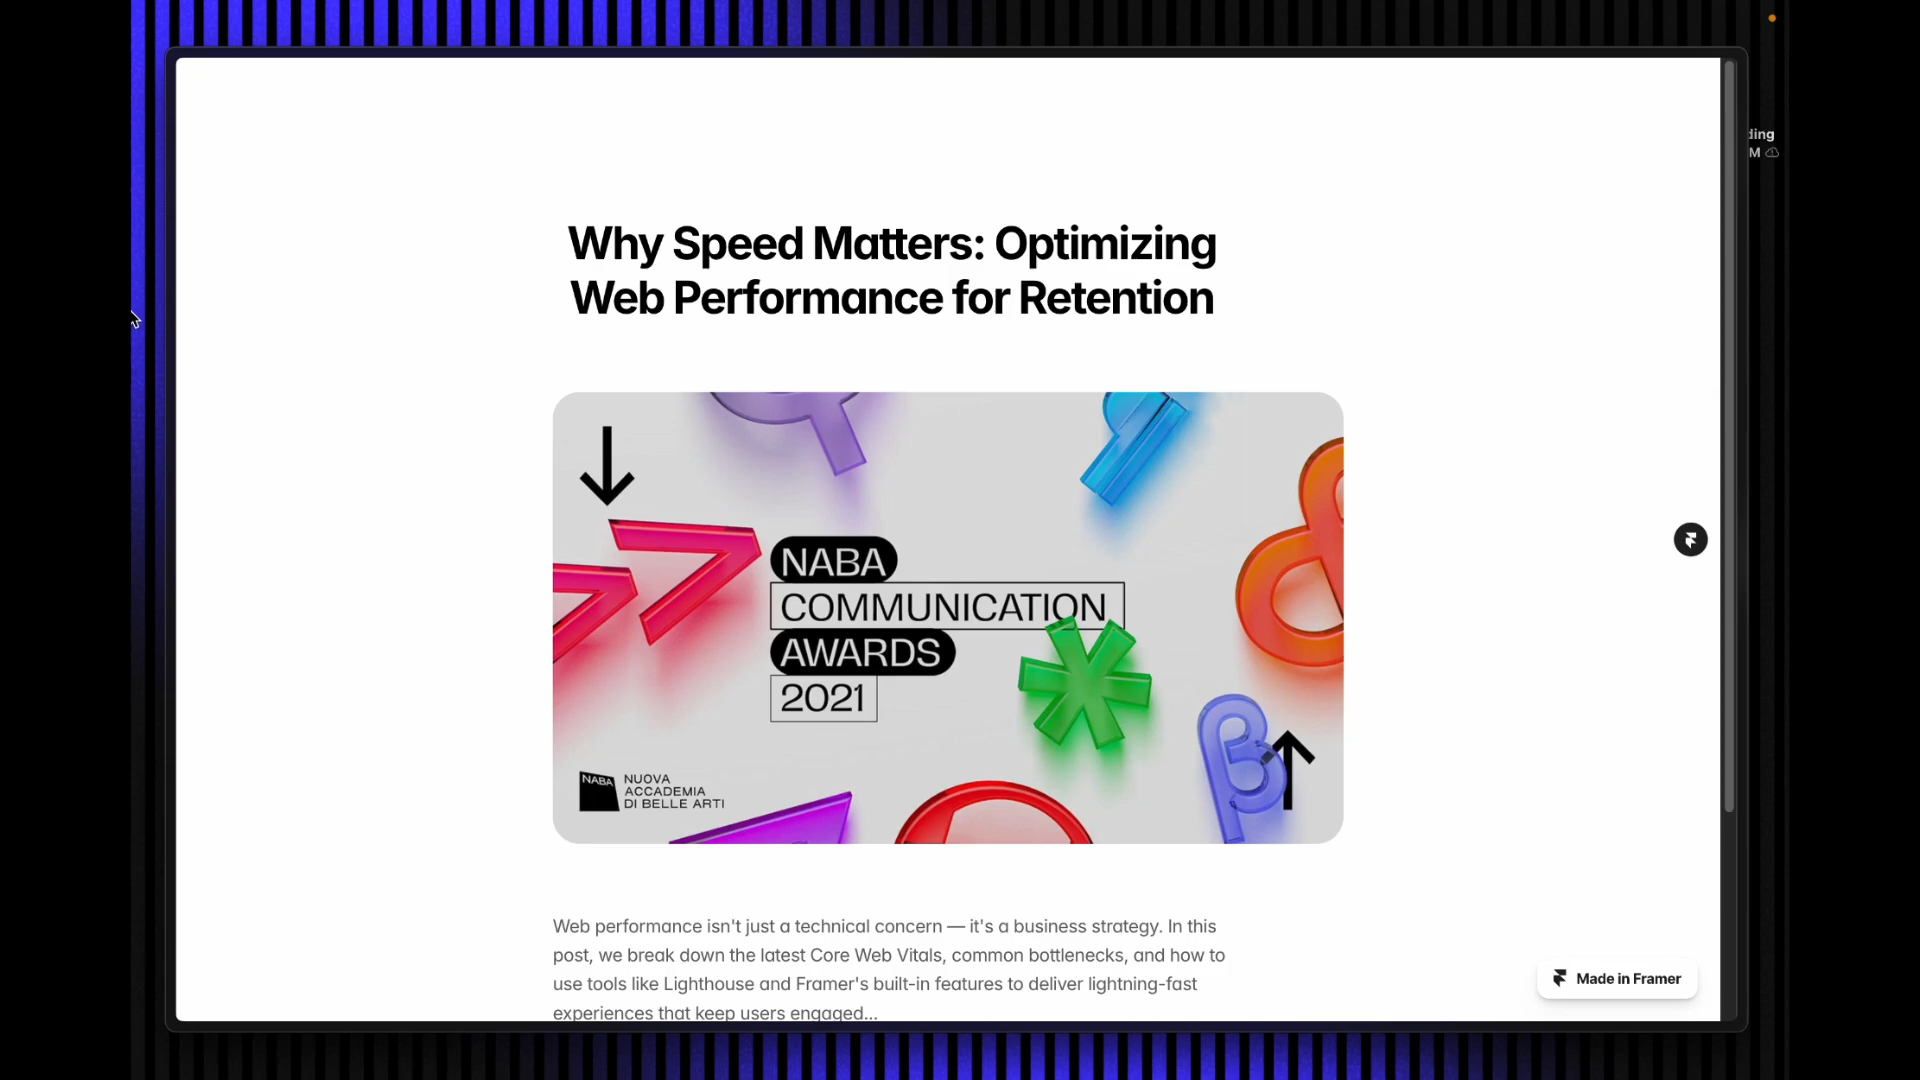 ding
M
Why Speed Matters: Optimizing
Web Performance for Retention
NABA
COMMUNICATION
AWARDS
2021
NABA
NUOVA
ACCADEMIA
DI BELLE ARTI
Web performance isn't just a technical concern — it's a business strategy. In this
post, we break down the latest Core Web Vitals, common bottlenecks, and how to
use tools like Lighthouse and Framer's built-in features to deliver lightning-fast
experiences that keep users engaged...
Made in Framer